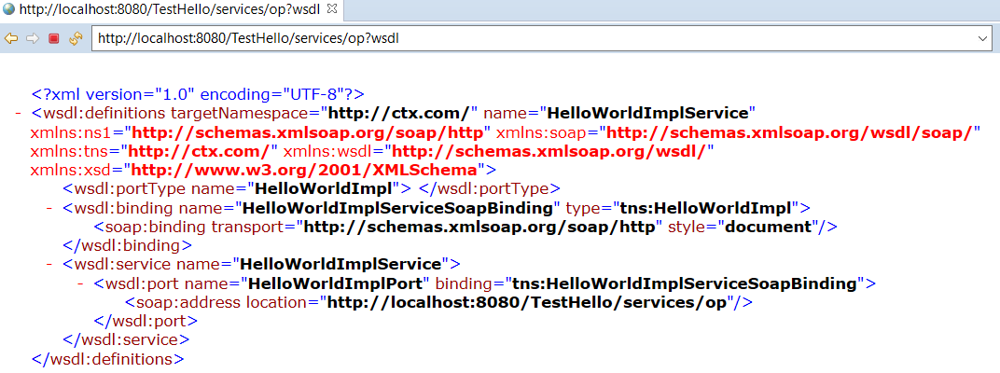 http://localhost:8080/TestHello/services/op?wsdl
http://localhost:8080/TestHello/services/op?wsdl
<?xml version="1.0" encoding="UTF-8"?>
- <wsdl:definitions targetNamespace="http://ctx.com/" name="HelloWorldImplService"
xmlns:ns1="http://schemas.xmlsoap.org/soap/http" xmlns:soap="http://schemas.xmlsoap.org/wsdl/soap/"
xmlns:tns="http://ctx.com/" xmlns:wsdl="http://schemas.xmlsoap.org/wsdl/"
xmlns:xsd="http://www.w3.org/2001/XMLSchema">
<wsdl:portType name="HelloWorldImpl"> </wsdl:portType>
- <wsdl:binding name="HelloWorldImplServiceSoapBinding" type="tns:HelloWorldImpl">
<soap:binding transport="http://schemas.xmlsoap.org/soap/http" style="document"/>
</wsdl:binding>
- <wsdl:service name="HelloWorldImplService">
- <wsdl:port name="HelloWorldImplPort" binding="tns:HelloWorldImplServiceSoapBinding">
<soap:address location="http://localhost:8080/TestHello/services/op"/>
</wsdl:port>
</wsdl:service>
</wsdl:definitions>